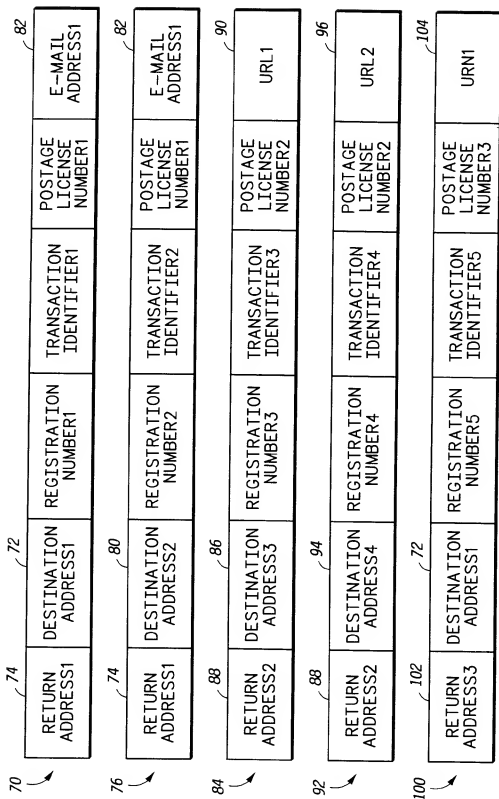 74
72
82
70
RETURN
ADDRESS1
DESTINATION
ADDRESS1
REGISTRATION
NUMBER1
TRANSACTION
IDENTIFIER1
POSTAGE
LICENSE
NUMBER1
E-MAIL
ADDRESS1
74
80
82
76
RETURN
ADDRESS1
DESTINATION
ADDRESS2
REGISTRATION
NUMBER2
TRANSACTION
IDENTIFIER2
POSTAGE
LICENSE
NUMBER1
E-MAIL
ADDRESS1
88
86
90
84
RETURN
ADDRESS2
DESTINATION
ADDRESS3
REGISTRATION
NUMBER3
TRANSACTION
IDENTIFIER3
POSTAGE
LICENSE
NUMBER2
URL1
88
94
96
92
RETURN
ADDRESS2
DESTINATION
ADDRESS4
REGISTRATION
NUMBER4
TRANSACTION
IDENTIFIER4
POSTAGE
LICENSE
NUMBER2
URL2
102
72
104
100
RETURN
ADDRESS3
DESTINATION
ADDRESS1
REGISTRATION
NUMBER5
TRANSACTION
IDENTIFIER5
POSTAGE
LICENSE
NUMBER3
URN1